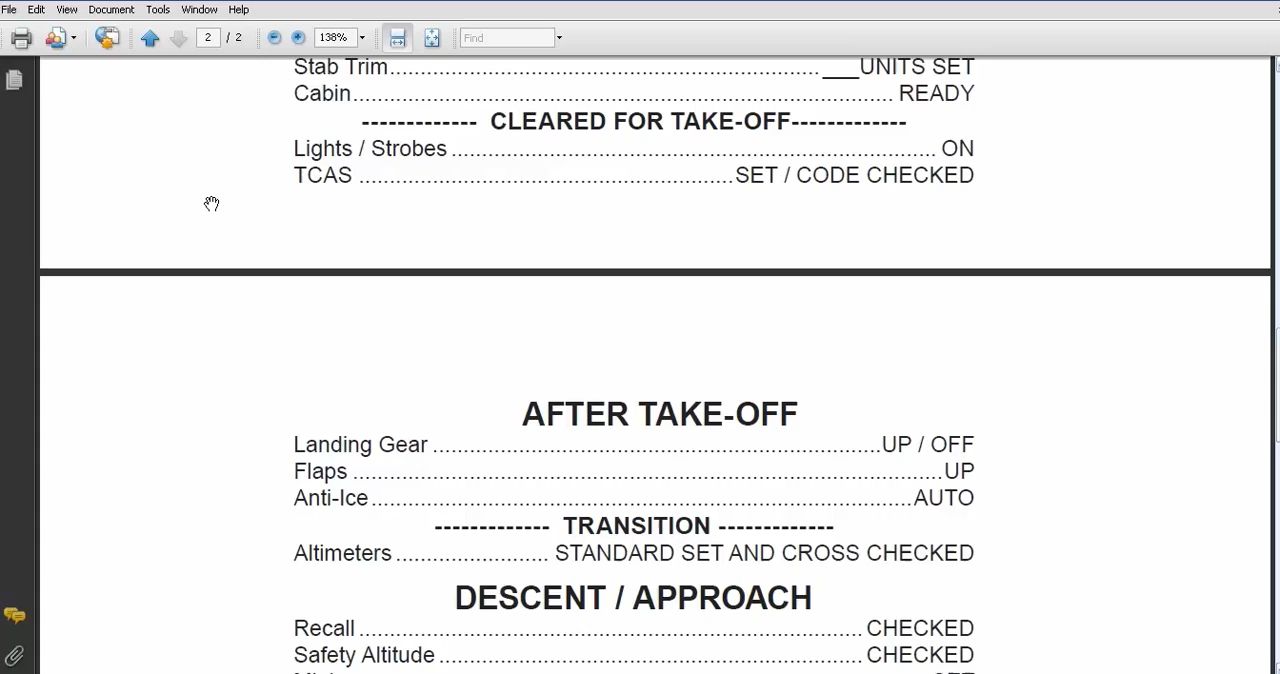 File Edit View Document Tools Window Help
2 / 2 138% Find
Stab Trim........................................................................ ___UNITS SET
Cabin....................................................................................... READY
------------- CLEARED FOR TAKE-OFF-------------
Lights / Strobes .............................................................................. ON
TCAS .............................................................SET / CODE CHECKED
AFTER TAKE-OFF
Landing Gear .........................................................................UP / OFF
Flaps ...............................................................................................UP
Anti-Ice.......................................................................................AUTO
------------- TRANSITION -------------
Altimeters ......................... STANDARD SET AND CROSS CHECKED
DESCENT / APPROACH
Recall .................................................................................. CHECKED
Safety Altitude ..................................................................... CHECKED